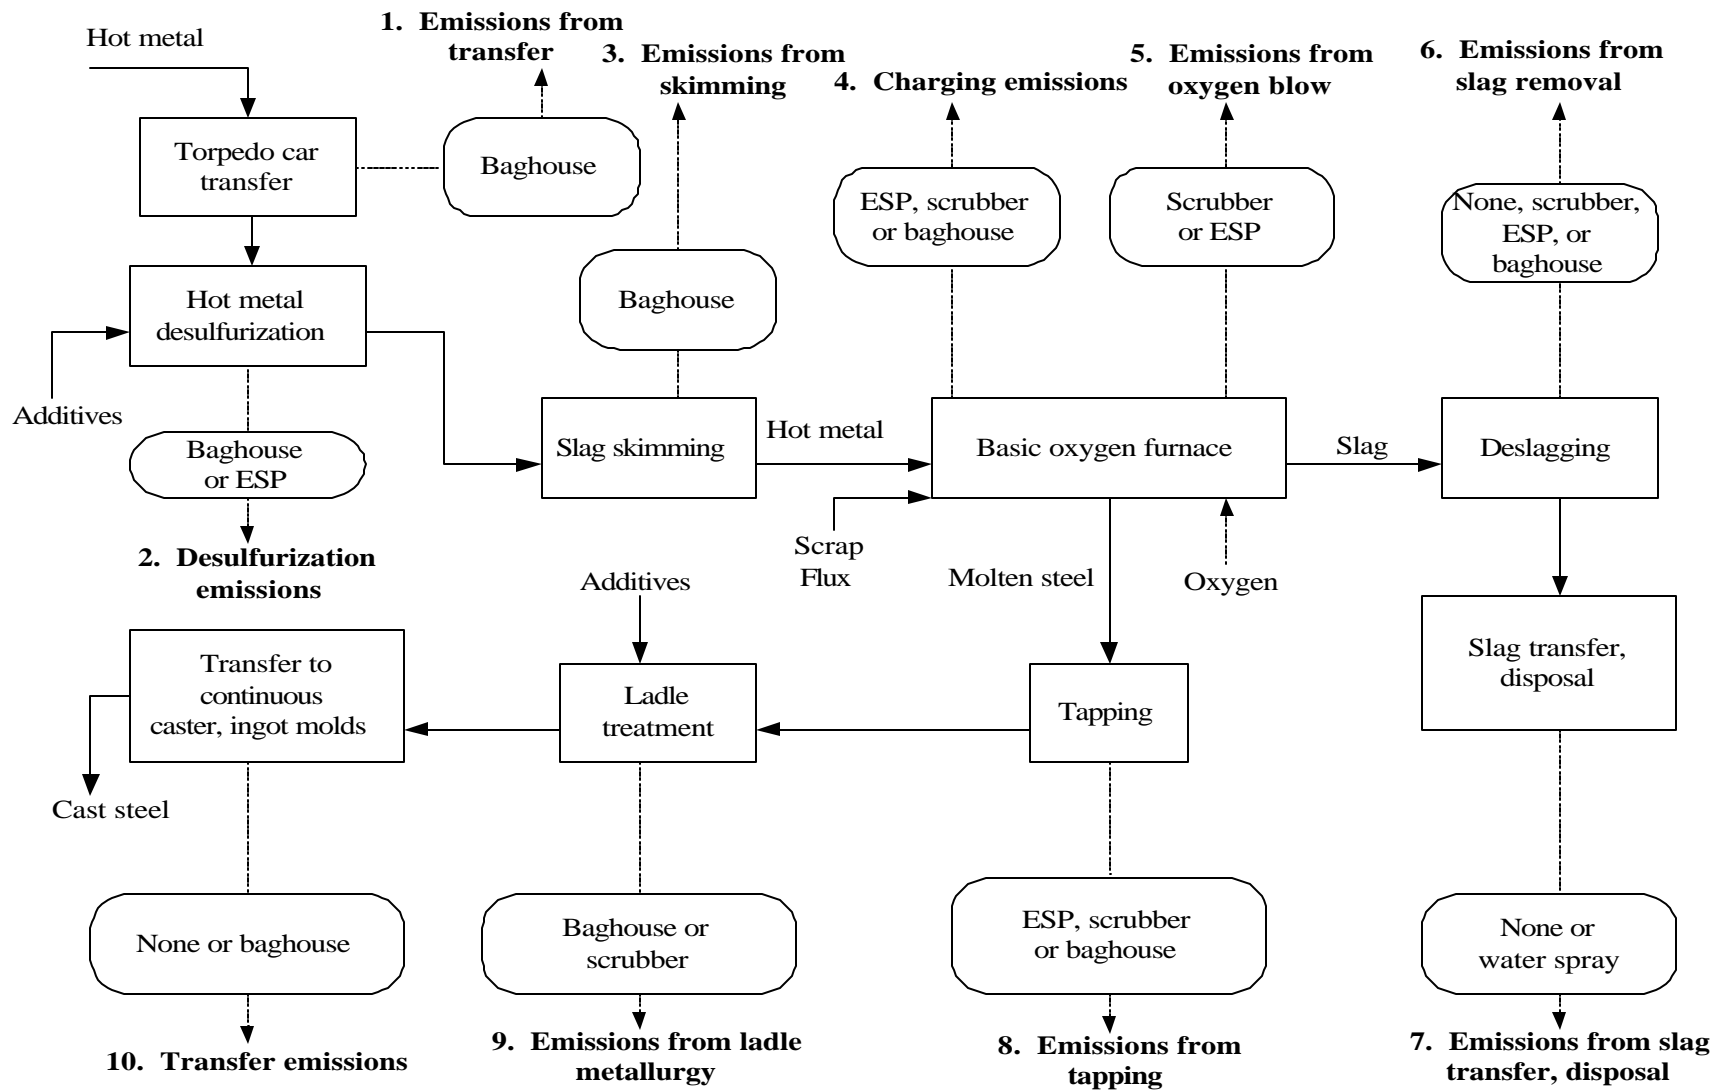 Hot metal
1. Emissions from
transfer
3. Emissions from
skimming
4. Charging emissions
5. Emissions from
oxygen blow
6. Emissions from
slag removal
Torpedo car
transfer
Baghouse
ESP, scrubber
or baghouse
Scrubber
or ESP
None, scrubber,
ESP, or
baghouse
Hot metal
desulfurization
Baghouse
Additives
Baghouse
or ESP
Slag skimming
Hot metal
Basic oxygen furnace
Slag
Deslagging
2. Desulfurization
emissions
Scrap
Flux
Additives
Molten steel
Oxygen
Transfer to
continuous
caster, ingot molds
Ladle
treatment
Tapping
Slag transfer,
disposal
Cast steel
None or baghouse
Baghouse or
scrubber
ESP, scrubber
or baghouse
None or
water spray
10. Transfer emissions
9. Emissions from ladle
metallurgy
8. Emissions from
tapping
7. Emissions from slag
transfer, disposal